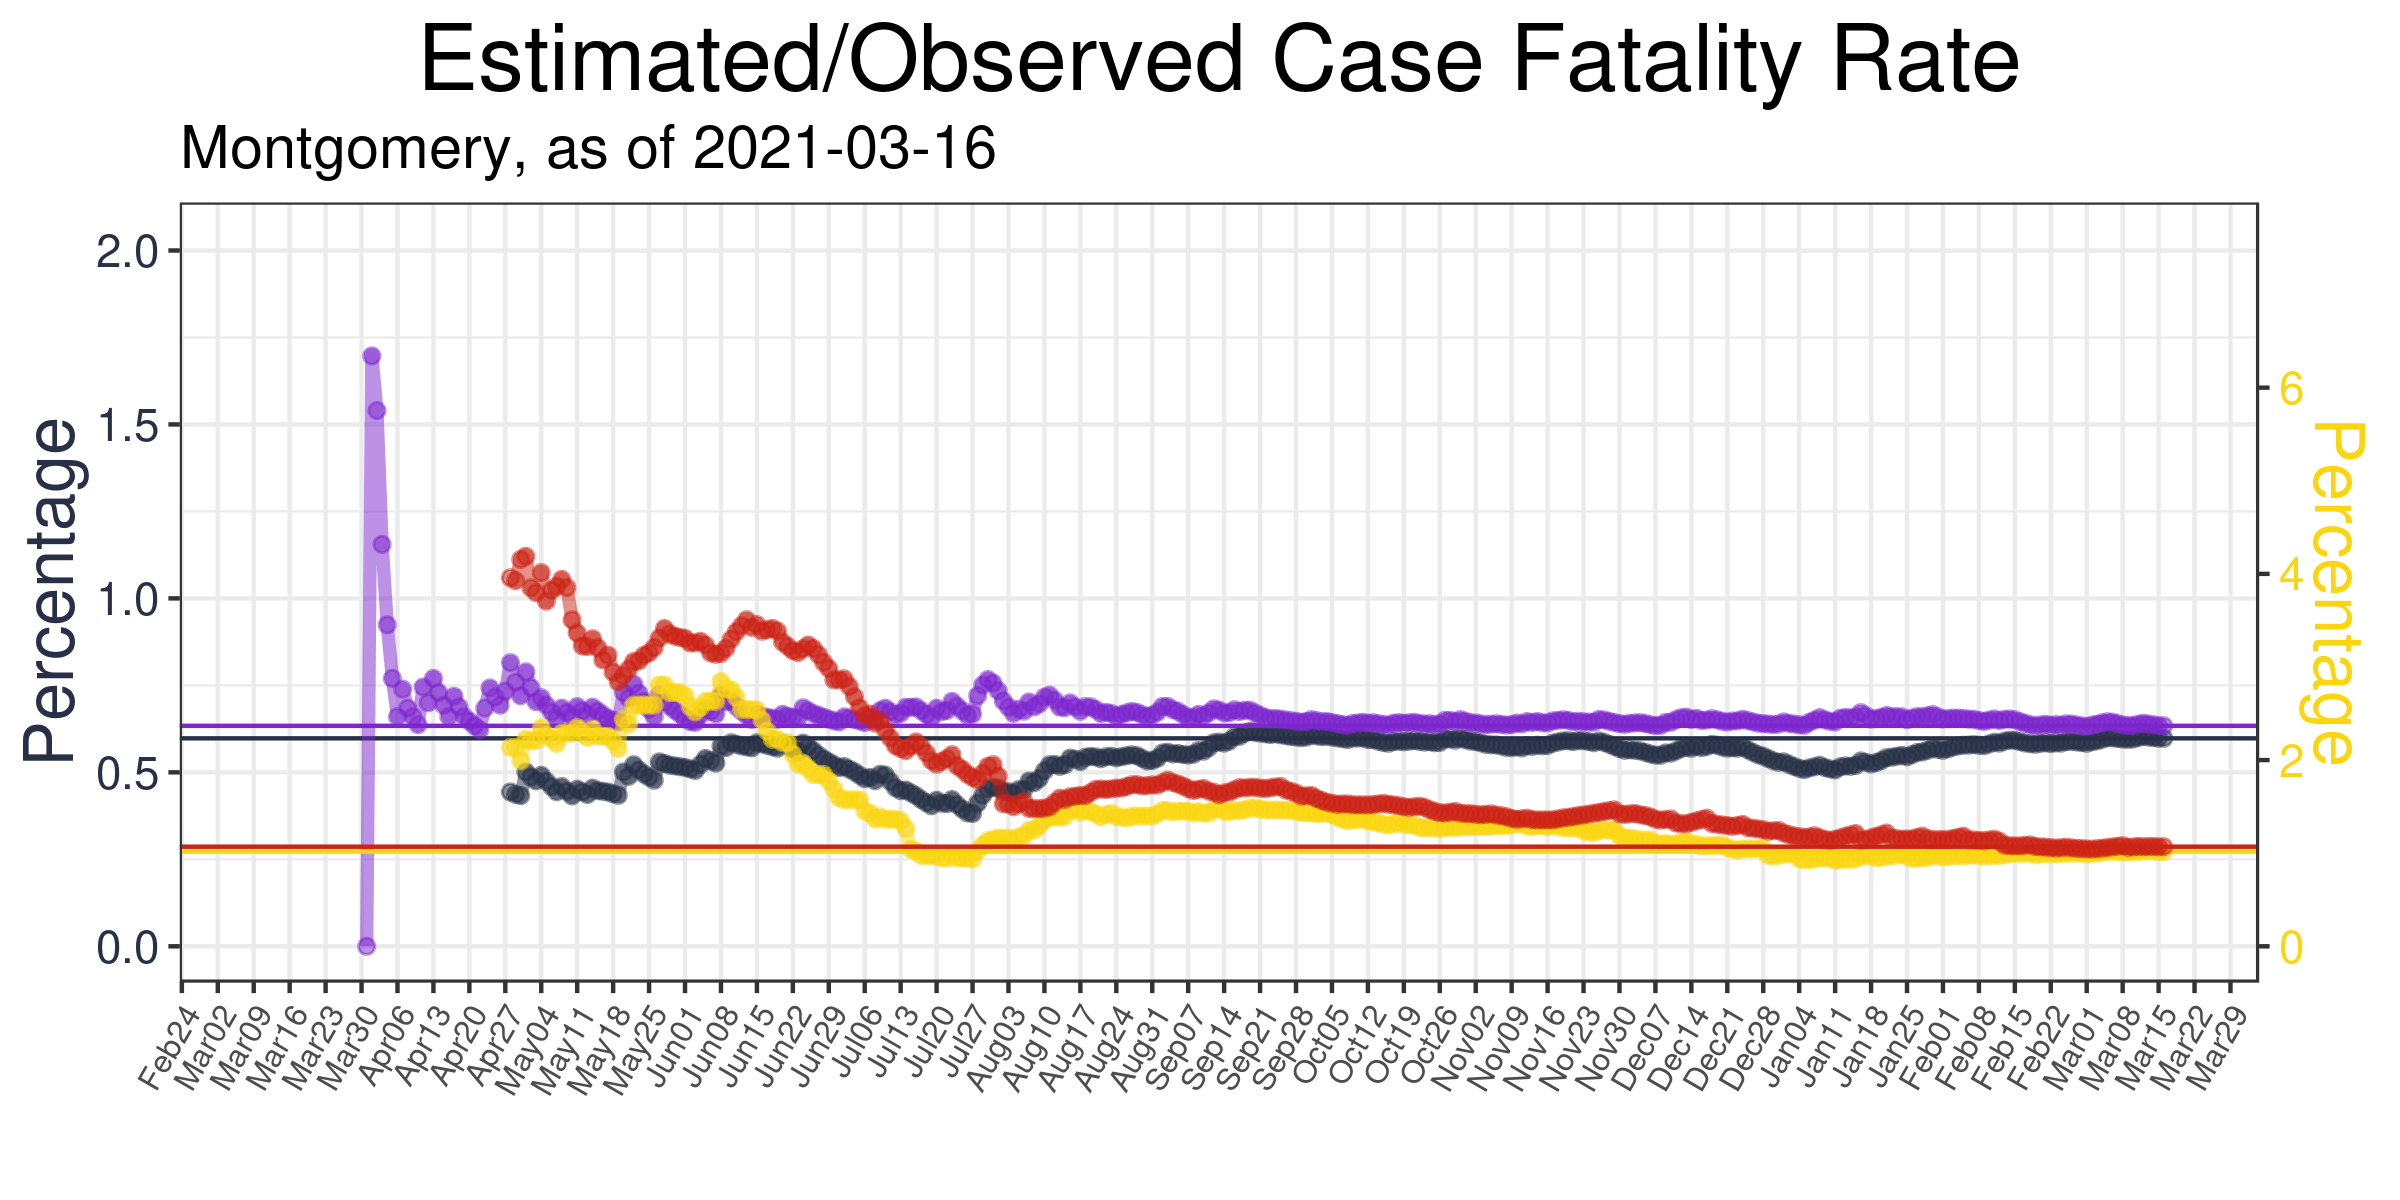 Estimated/Observed Case Fatality Rate
Montgomery, as of 2021-03-16
Percentage
2.0
1.5
1.0
0.5
0.0
6
4
2
0
Percentage
Feb24
Mar02
Mar09
Mar16
Mar23
Mar30
Apr06
Apr13
Apr20
Apr27
May04
May11
May18
May25
Jun01
Jun08
Jun15
Jun22
Jun29
Jul06
Jul13
Jul20
Jul27
Aug03
Aug10
Aug17
Aug24
Aug31
Sep07
Sep14
Sep21
Sep28
Oct05
Oct12
Oct19
Oct26
Nov02
Nov09
Nov16
Nov23
Nov30
Dec07
Dec14
Dec21
Dec28
Jan04
Jan11
Jan18
Jan25
Feb01
Feb08
Feb15
Feb22
Mar01
Mar08
Mar15
Mar22
Mar29